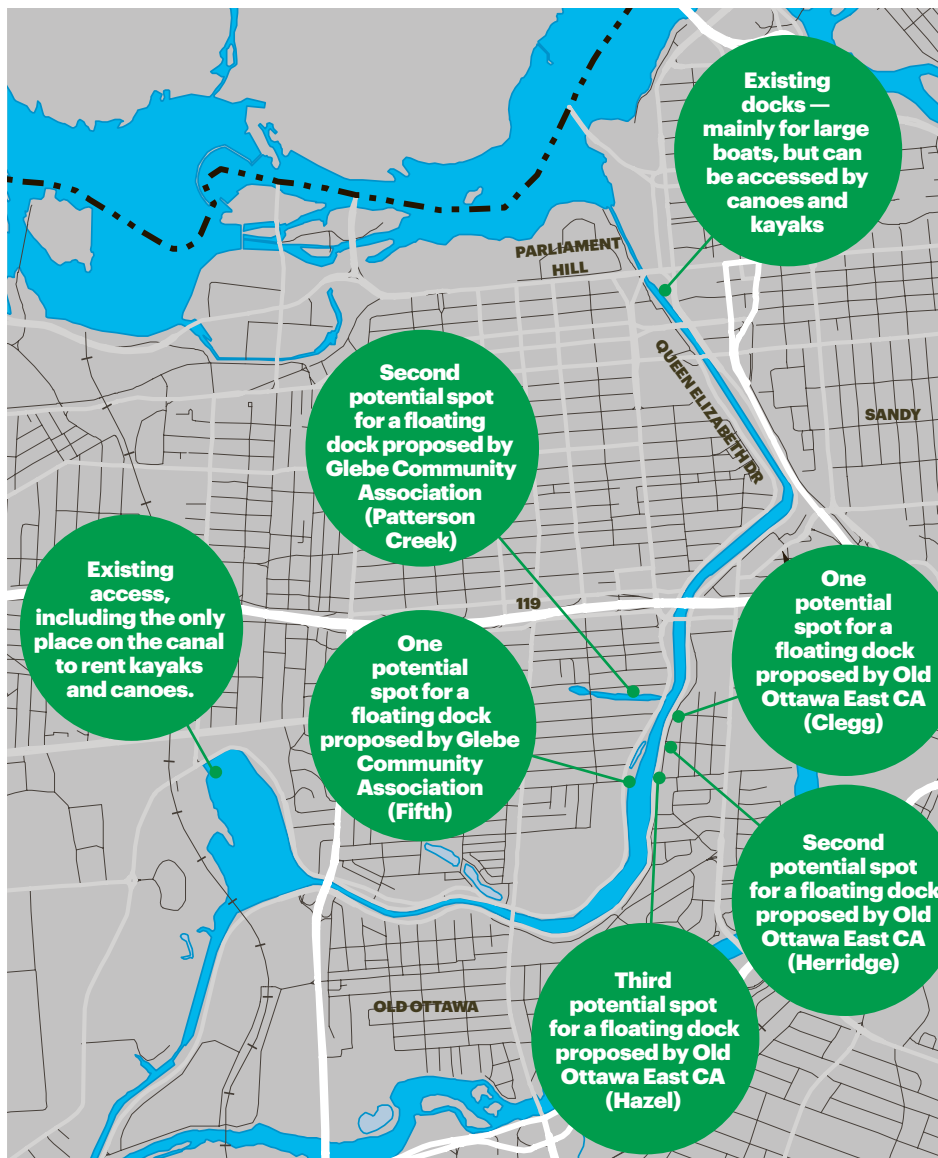 Existing
docks —
mainly for large
boats, but can
be accessed by
canoes and
kayaks
PARLIAMENT
HILL
QUEEN ELIZABETH DR
SANDY
Second
potential spot
for a floating
dock proposed by
Glebe Community
Association
(Patterson
Creek)
Existing
access,
including the only
place on the canal
to rent kayaks
and canoes.
119
One
potential
spot for a
floating dock
proposed by Glebe
Community
Association
(Fifth)
One
potential
spot for a
floating dock
proposed by Old
Ottawa East CA
(Clegg)
Second
potential spot
for a floating dock
proposed by Old
Ottawa East CA
(Herridge)
OLD OTTAWA
Third
potential spot
for a floating dock
proposed by Old
Ottawa East CA
(Hazel)